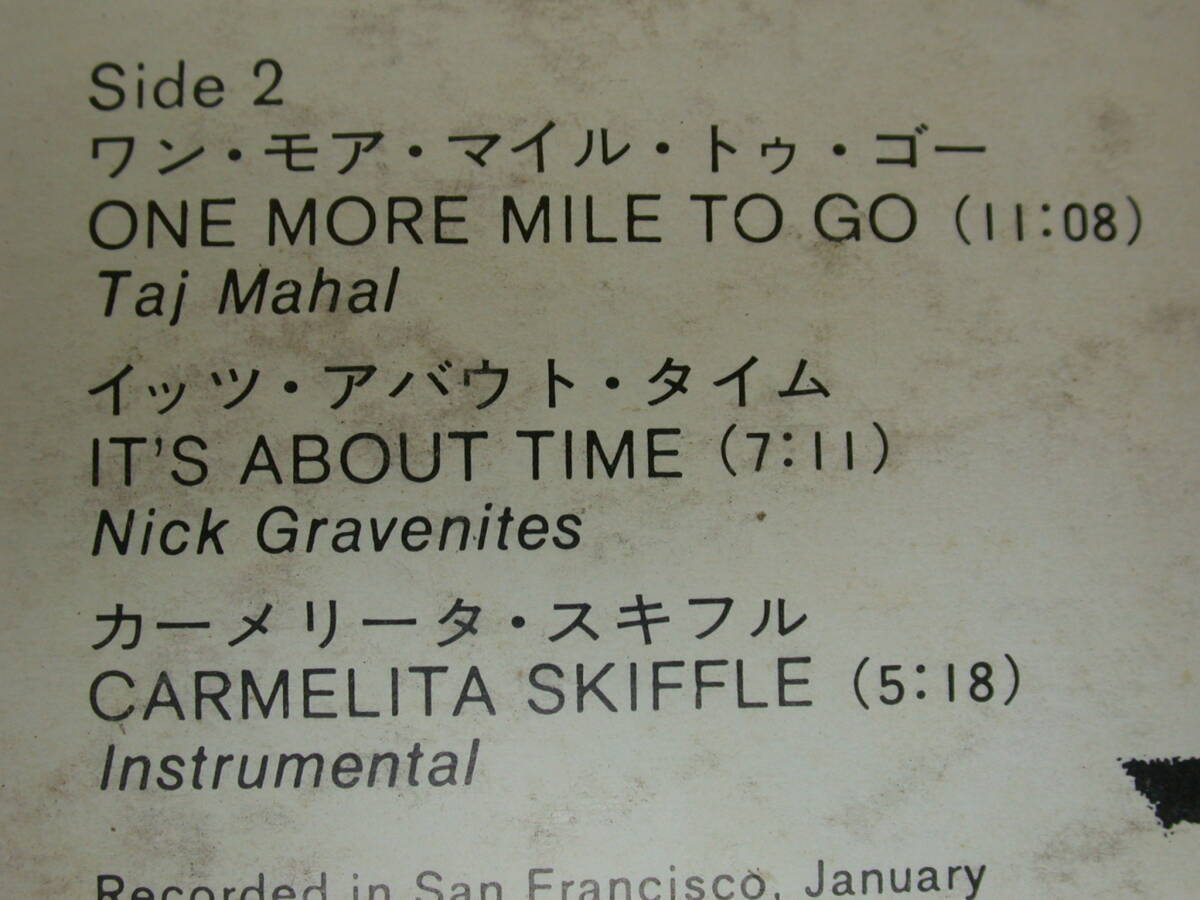 Side 2
ワン・モア・マイル・トゥ・ゴー
ONE MORE MILE TO GO (11:08)
Taj Mahal
イッツ・アバウト・タイム
IT'S ABOUT TIME (7:11)
Nick Gravenites
カーメリータ・スキフル
CARMELITA SKIFFLE (5:18)
Instrumental
Recorded in San Francisco, January